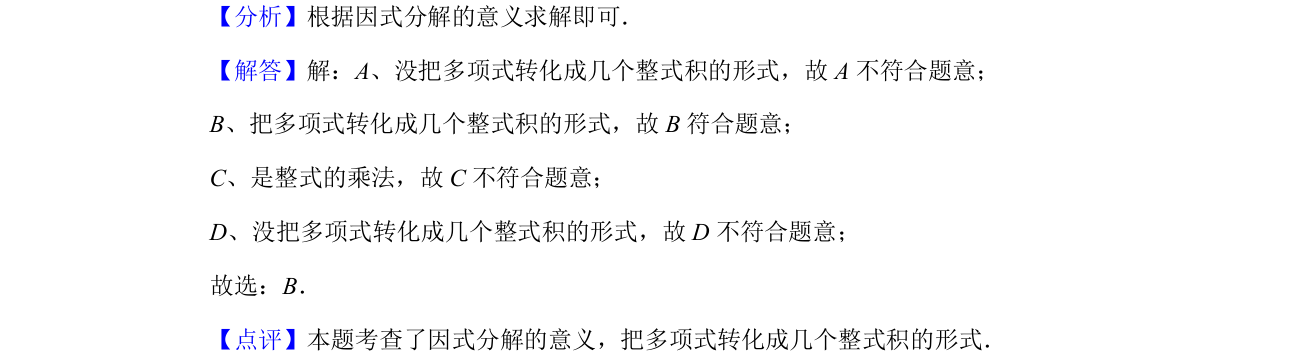 【分析】根据因式分解的意义求解即可．
【解答】解：A、没把多项式转化成几个整式积的形式，故 A 不符合题意；
B、把多项式转化成几个整式积的形式，故 B 符合题意；
C、是整式的乘法，故 C 不符合题意；
D、没把多项式转化成几个整式积的形式，故 D 不符合题意；
故选：B．
【点评】本题考查了因式分解的意义，把多项式转化成几个整式积的形式．